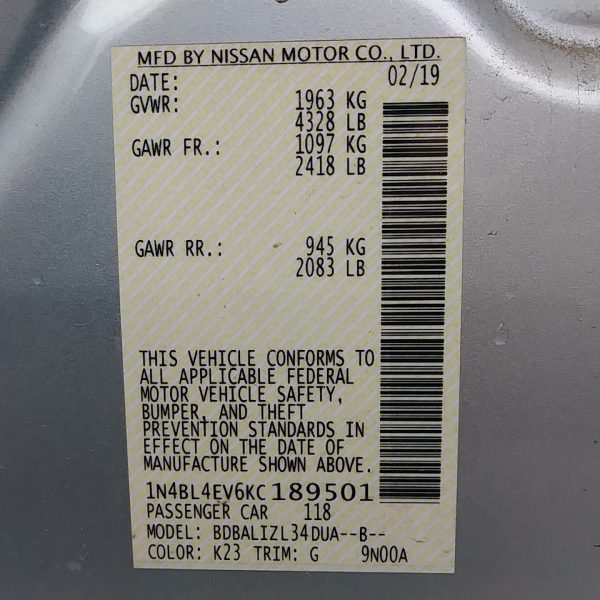 MFD BY NISSAN MOTOR CO., LTD.
DATE: 02/19
GVWR: 1963 KG
4328 LB
GAWR FR.: 1097 KG
2418 LB
GAWR RR.: 945 KG
2083 LB
THIS VEHICLE CONFORMS TO
ALL APPLICABLE FEDERAL
MOTOR VEHICLE SAFETY,
BUMPER, AND THEFT
PREVENTION STANDARDS IN
EFFECT ON THE DATE OF
MANUFACTURE SHOWN ABOVE.
1N4BL4EV6KC189501
PASSENGER CAR 118
MODEL: BDBALIZL34DUA--B--
COLOR: K23 TRIM: G 9N00A